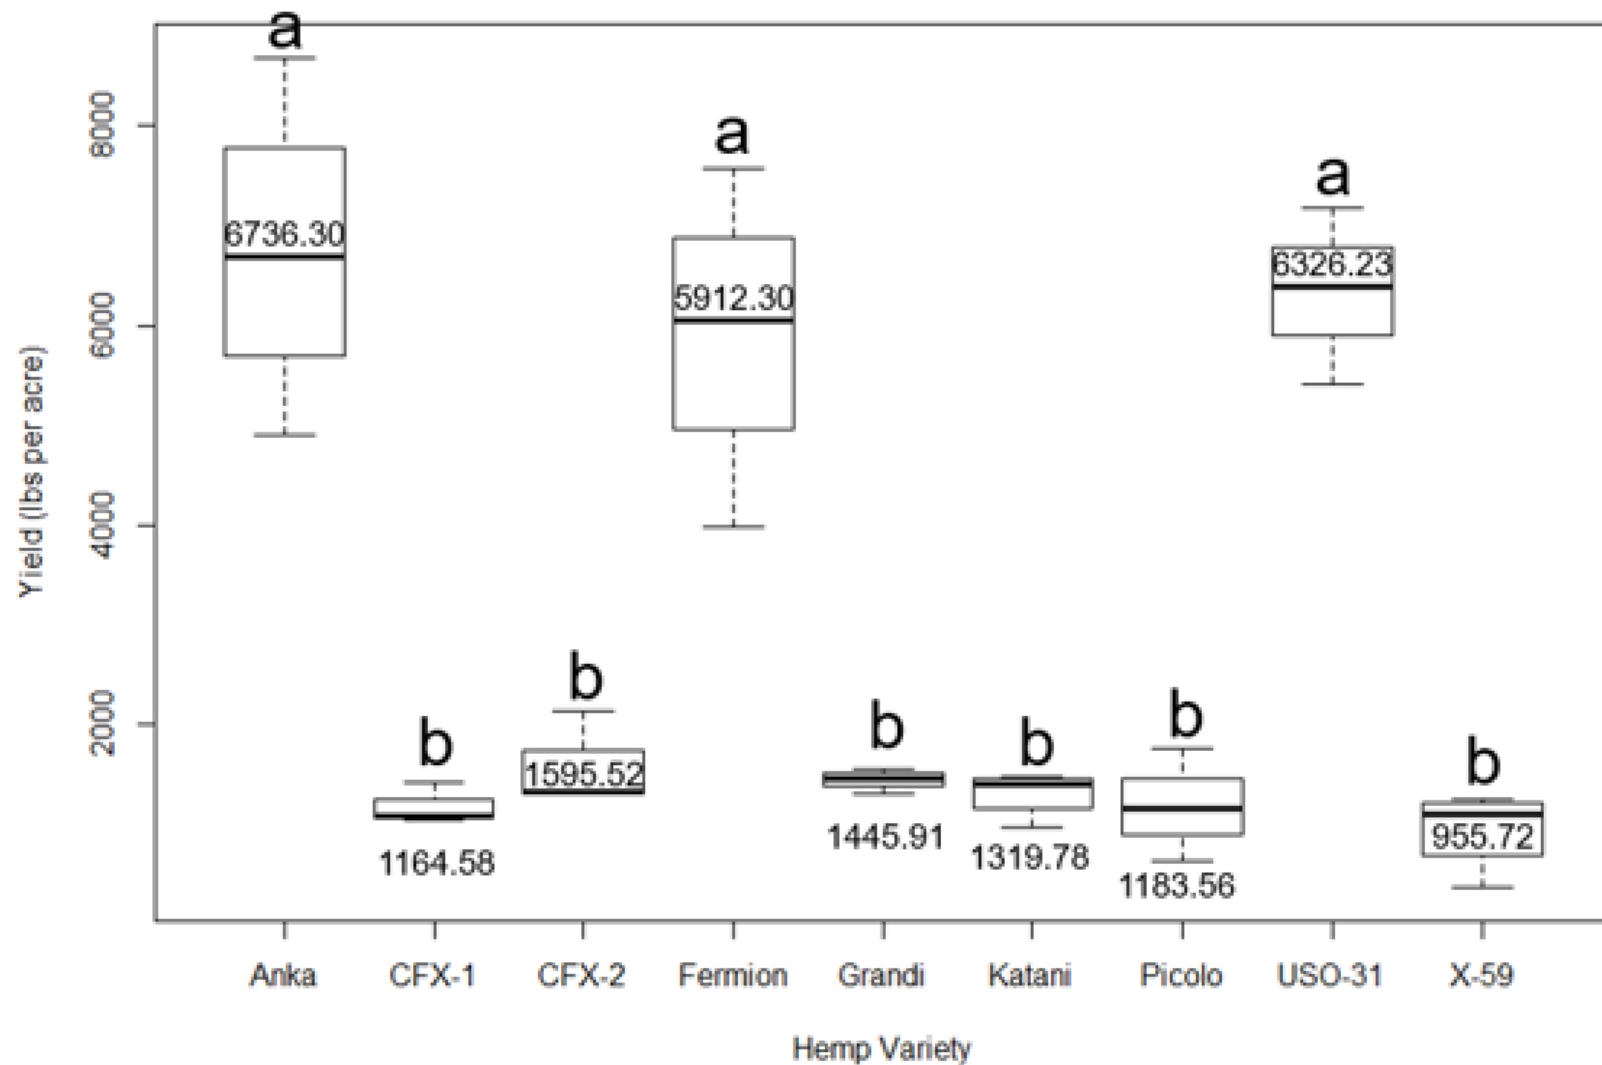 a
8000
6736.30
a
5912.30
a
6326.23
6000
4000
2000
Yield (lbs per acre)
b
1164.58
b
1595.52
b
1445.91
b
1319.78
b
1183.56
b
955.72
Anka CFX-1 CFX-2 Fermion Grandi Katani Picolo USO-31 X-59
Hemp Variety